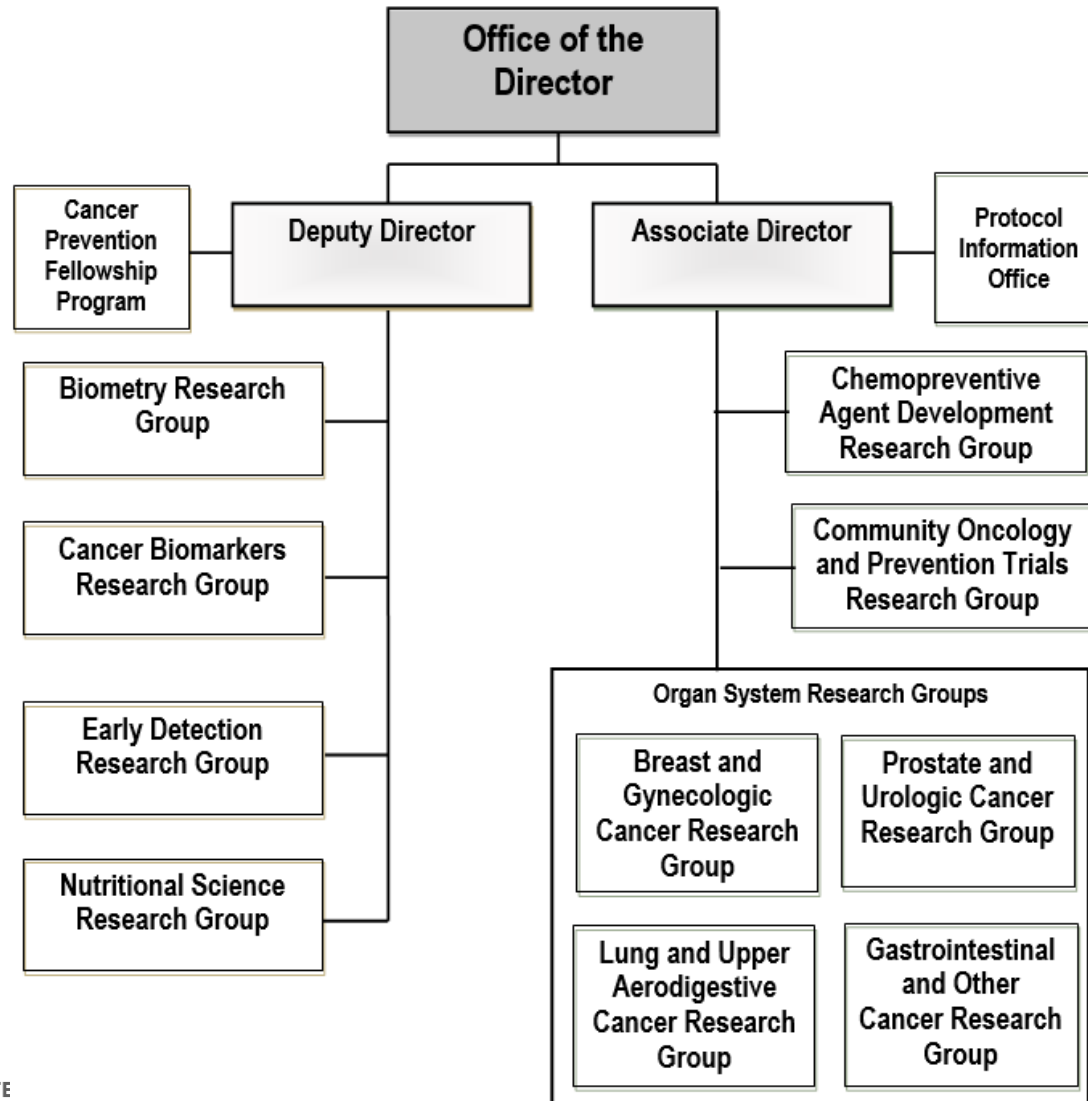 Office of the
Director
Cancer
Prevention
Fellowship
Program
Deputy Director
Associate Director
Protocol
Information
Office
Biometry Research
Group
Chemopreventive
Agent Development
Research Group
Cancer Biomarkers
Research Group
Community Oncology
and Prevention Trials
Research Group
Early Detection
Research Group
Nutritional Science
Research Group
Organ System Research Groups
Breast and
Gynecologic
Cancer Research
Group
Prostate and
Urologic Cancer
Research Group
Lung and Upper
Aerodigestive
Cancer Research
Group
Gastrointestinal
and Other
Cancer Research
Group